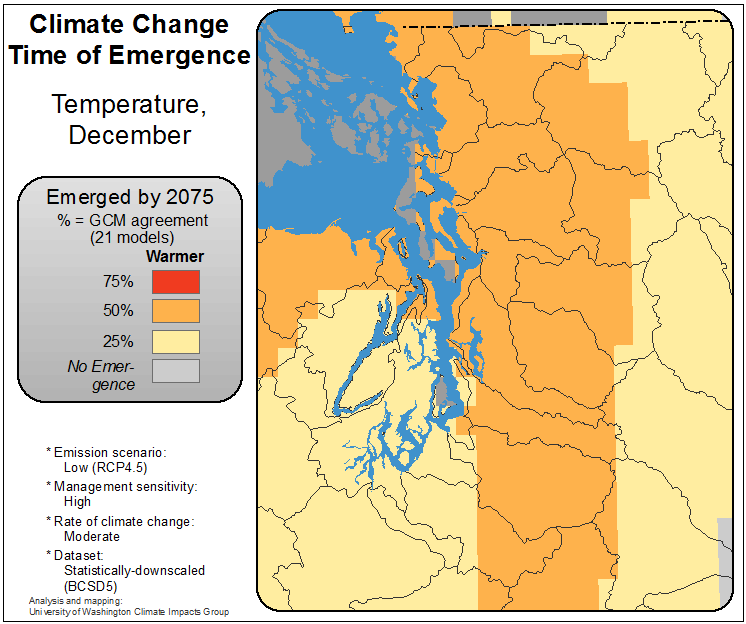 Climate Change
Time of Emergence
Temperature,
December
Emerged by 2075
% = GCM agreement
(21 models)
Warmer
75%
50%
25%
No Emer-
gence
* Emission scenario:
Low (RCP4.5)
* Management sensitivity:
High
* Rate of climate change:
Moderate
* Dataset:
Statistically-downscaled
(BCSD5)
Analysis and mapping:
University of Washington Climate Impacts Group